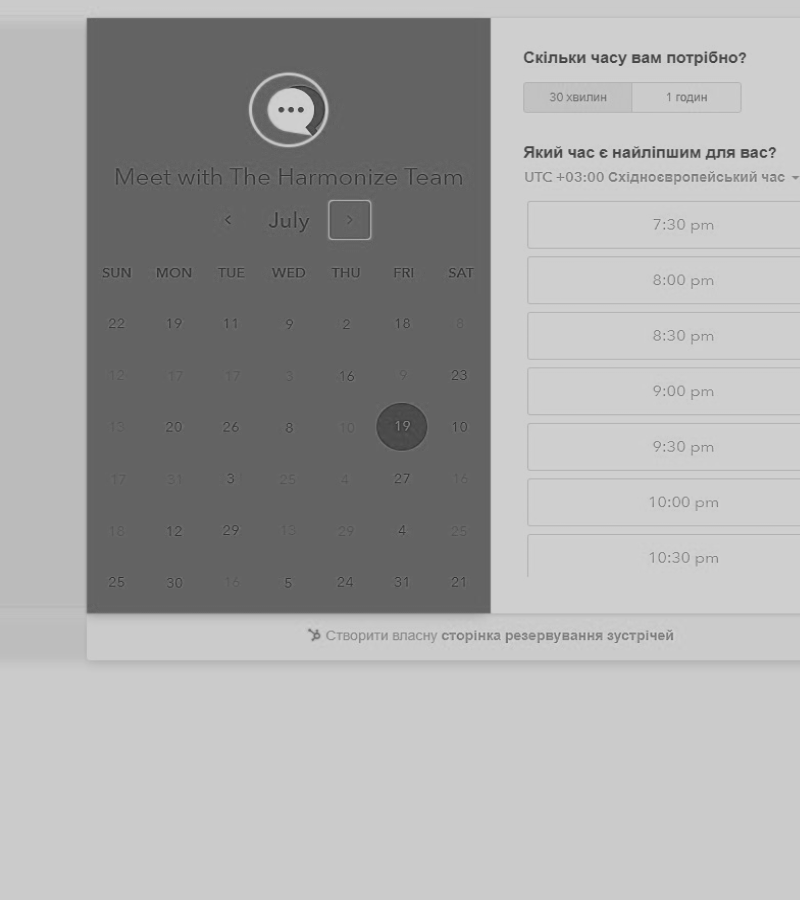 Meet with The Harmonize Team
July
SUN MON TUE WED THU FRI SAT
22 19 11 9 2 18 8
12 17 17 3 16 9 23
13 20 26 8 10 19 10
17 31 3 25 4 27 16
18 12 29 13 29 4 25
25 30 16 5 24 31 21
Скільки часу вам потрібно?
30 хвилин 1 годин
Який час є найліпшим для вас?
UTC +03:00 Східноєвропейський час
7:30 pm
8:00 pm
8:30 pm
9:00 pm
9:30 pm
10:00 pm
10:30 pm
Створити власну сторінка резервування зустрічей